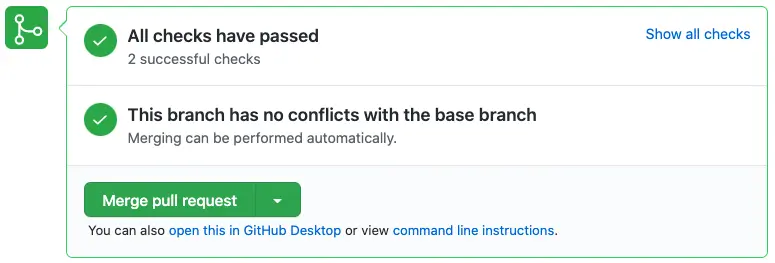 All checks have passed
Show all checks
2 successful checks
This branch has no conflicts with the base branch
Merging can be performed automatically.
Merge pull request
You can also open this in GitHub Desktop or view command line instructions.